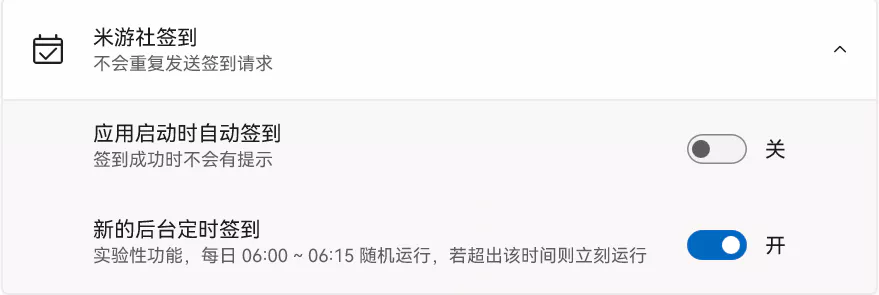 米游社签到
不会重复发送签到请求
应用启动时自动签到
签到成功时不会有提示
关
新的后台定时签到
实验性功能，每日 06:00 ~ 06:15 随机运行，若超出该时间则立刻运行
开